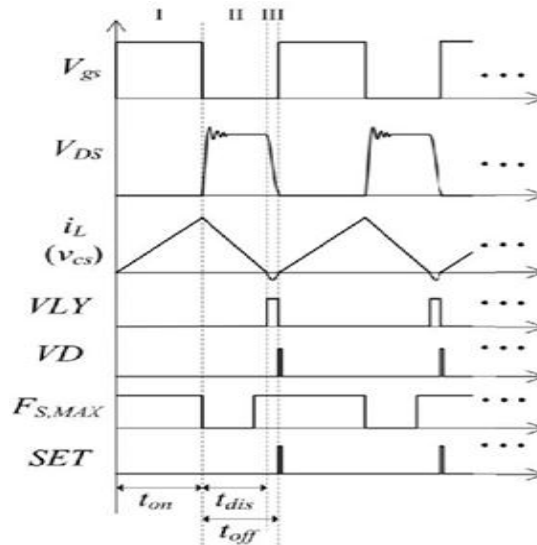 I II III
V_gs
• • •
V_DS
• • •
i_L
(v_cs)
• • •
VLY
• • •
VD
• • •
F_S,MAX
• • •
SET
• • •
t_on t_dis
t_off